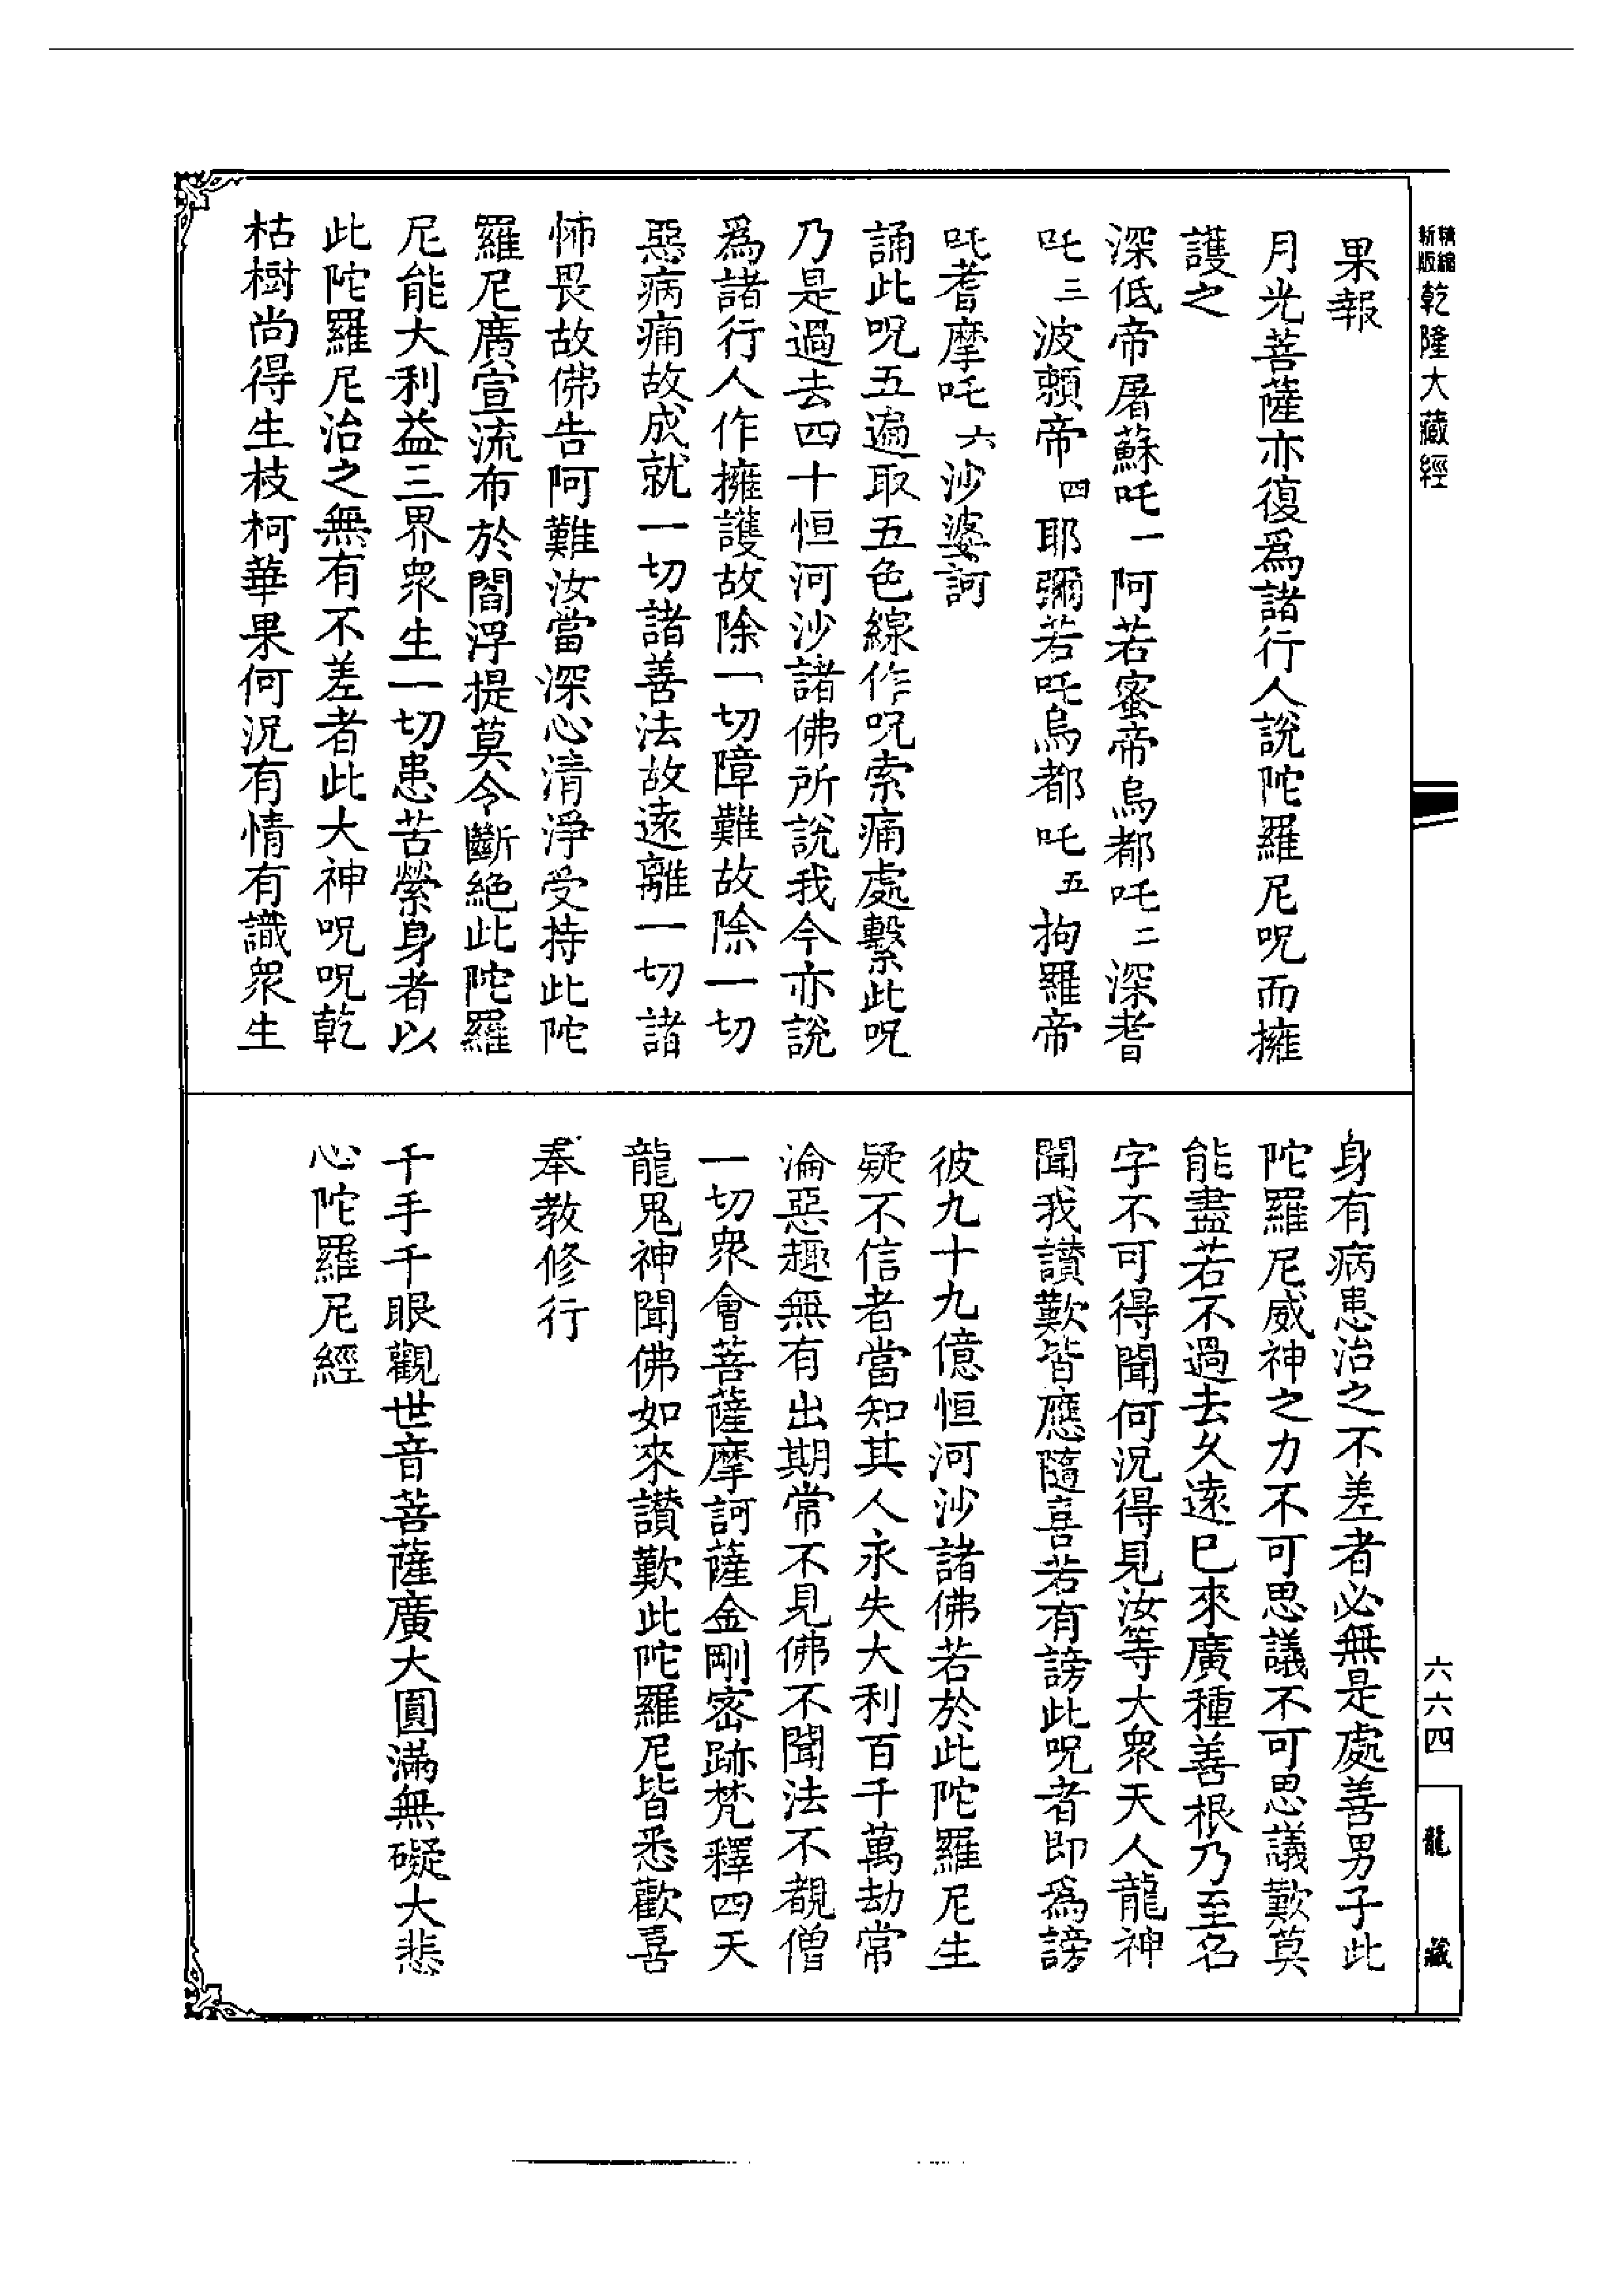 新版精縮乾隆大藏經
六六四
龍藏
果報
月光菩薩亦復爲諸行人說陀羅尼呪而擁
護之
深低帝屠蘇吒一阿若蜜帝烏都吒二深耆
吒三波賴帝四耶彌若吒烏都吒五拘羅帝
吒耆摩吒六沙婆訶
誦此呪五遍取五色線作呪索痛處繫此呪
乃是過去四十恒河沙諸佛所說我今亦說
爲諸行人作擁護故除一切障難故除一切
惡病痛故成就一切諸善法故遠離一切諸
怖畏故佛告阿難汝當深心清淨受持此陀
羅尼廣宣流布於閻浮提莫令斷絕此陀羅
尼能大利益三界衆生一切患苦縈身者以
此陀羅尼治之無有不差者此大神呪呪乾
枯樹尚得生枝柯華果何況有情有識衆生
身有病患治之不差者必無是處善男子此
陀羅尼威神之力不可思議不可思議歎莫
能盡若不過去久遠已來廣種善根乃至名
字不可得聞何況得見汝等大衆天人龍神
聞我讃歎皆應隨喜若有謗此呪者即爲謗
彼九十九億恒河沙諸佛若於此陀羅尼生
疑不信者當知其人永失大利百千萬劫常
淪惡趣無有出期常不見佛不聞法不覩僧
一切衆會菩薩摩訶薩金剛密跡梵釋四天
龍鬼神聞佛如來讃歎此陀羅尼皆悉歡喜
奉教修行
千手千眼觀世音菩薩廣大圓滿無礙大悲
心陀羅尼經